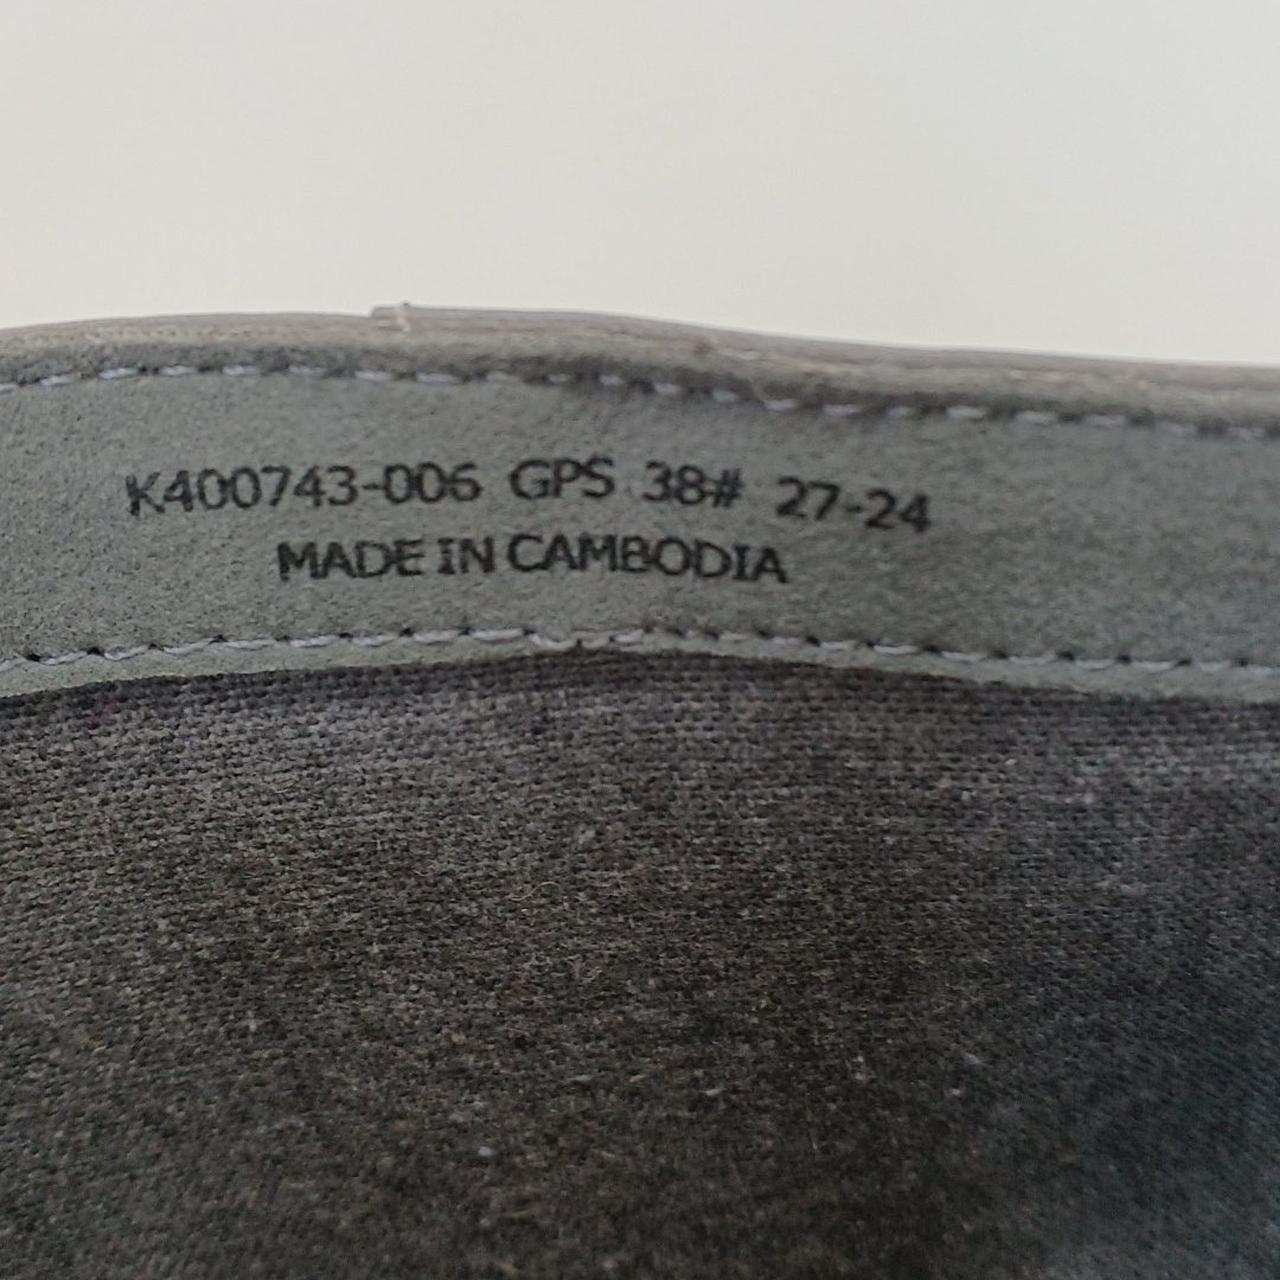 K400743-006 GPS 38# 27-24
MADE IN CAMBODIA